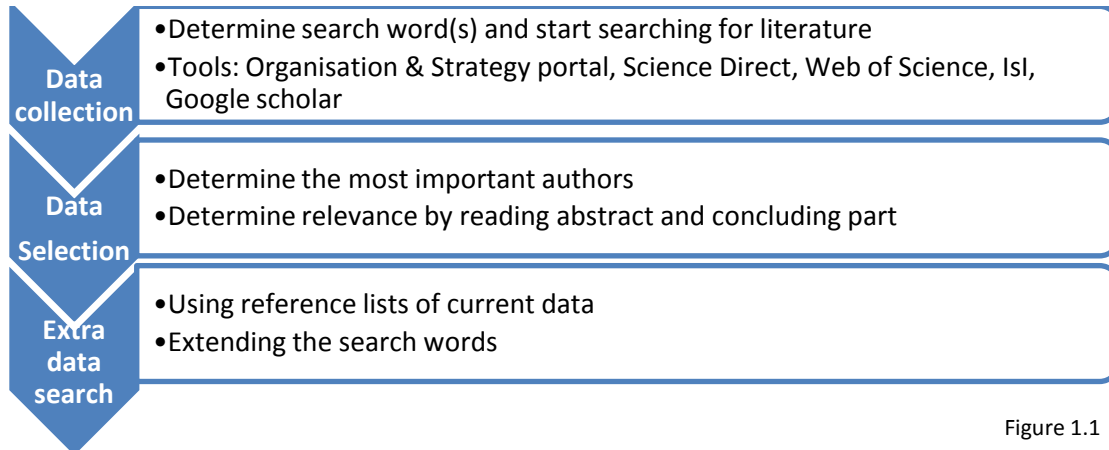 Data
collection
•Determine search word(s) and start searching for literature
•Tools: Organisation & Strategy portal, Science Direct, Web of Science, IsI,
Google scholar
Data
Selection
•Determine the most important authors
•Determine relevance by reading abstract and concluding part
Extra
data
search
•Using reference lists of current data
•Extending the search words
Figure 1.1